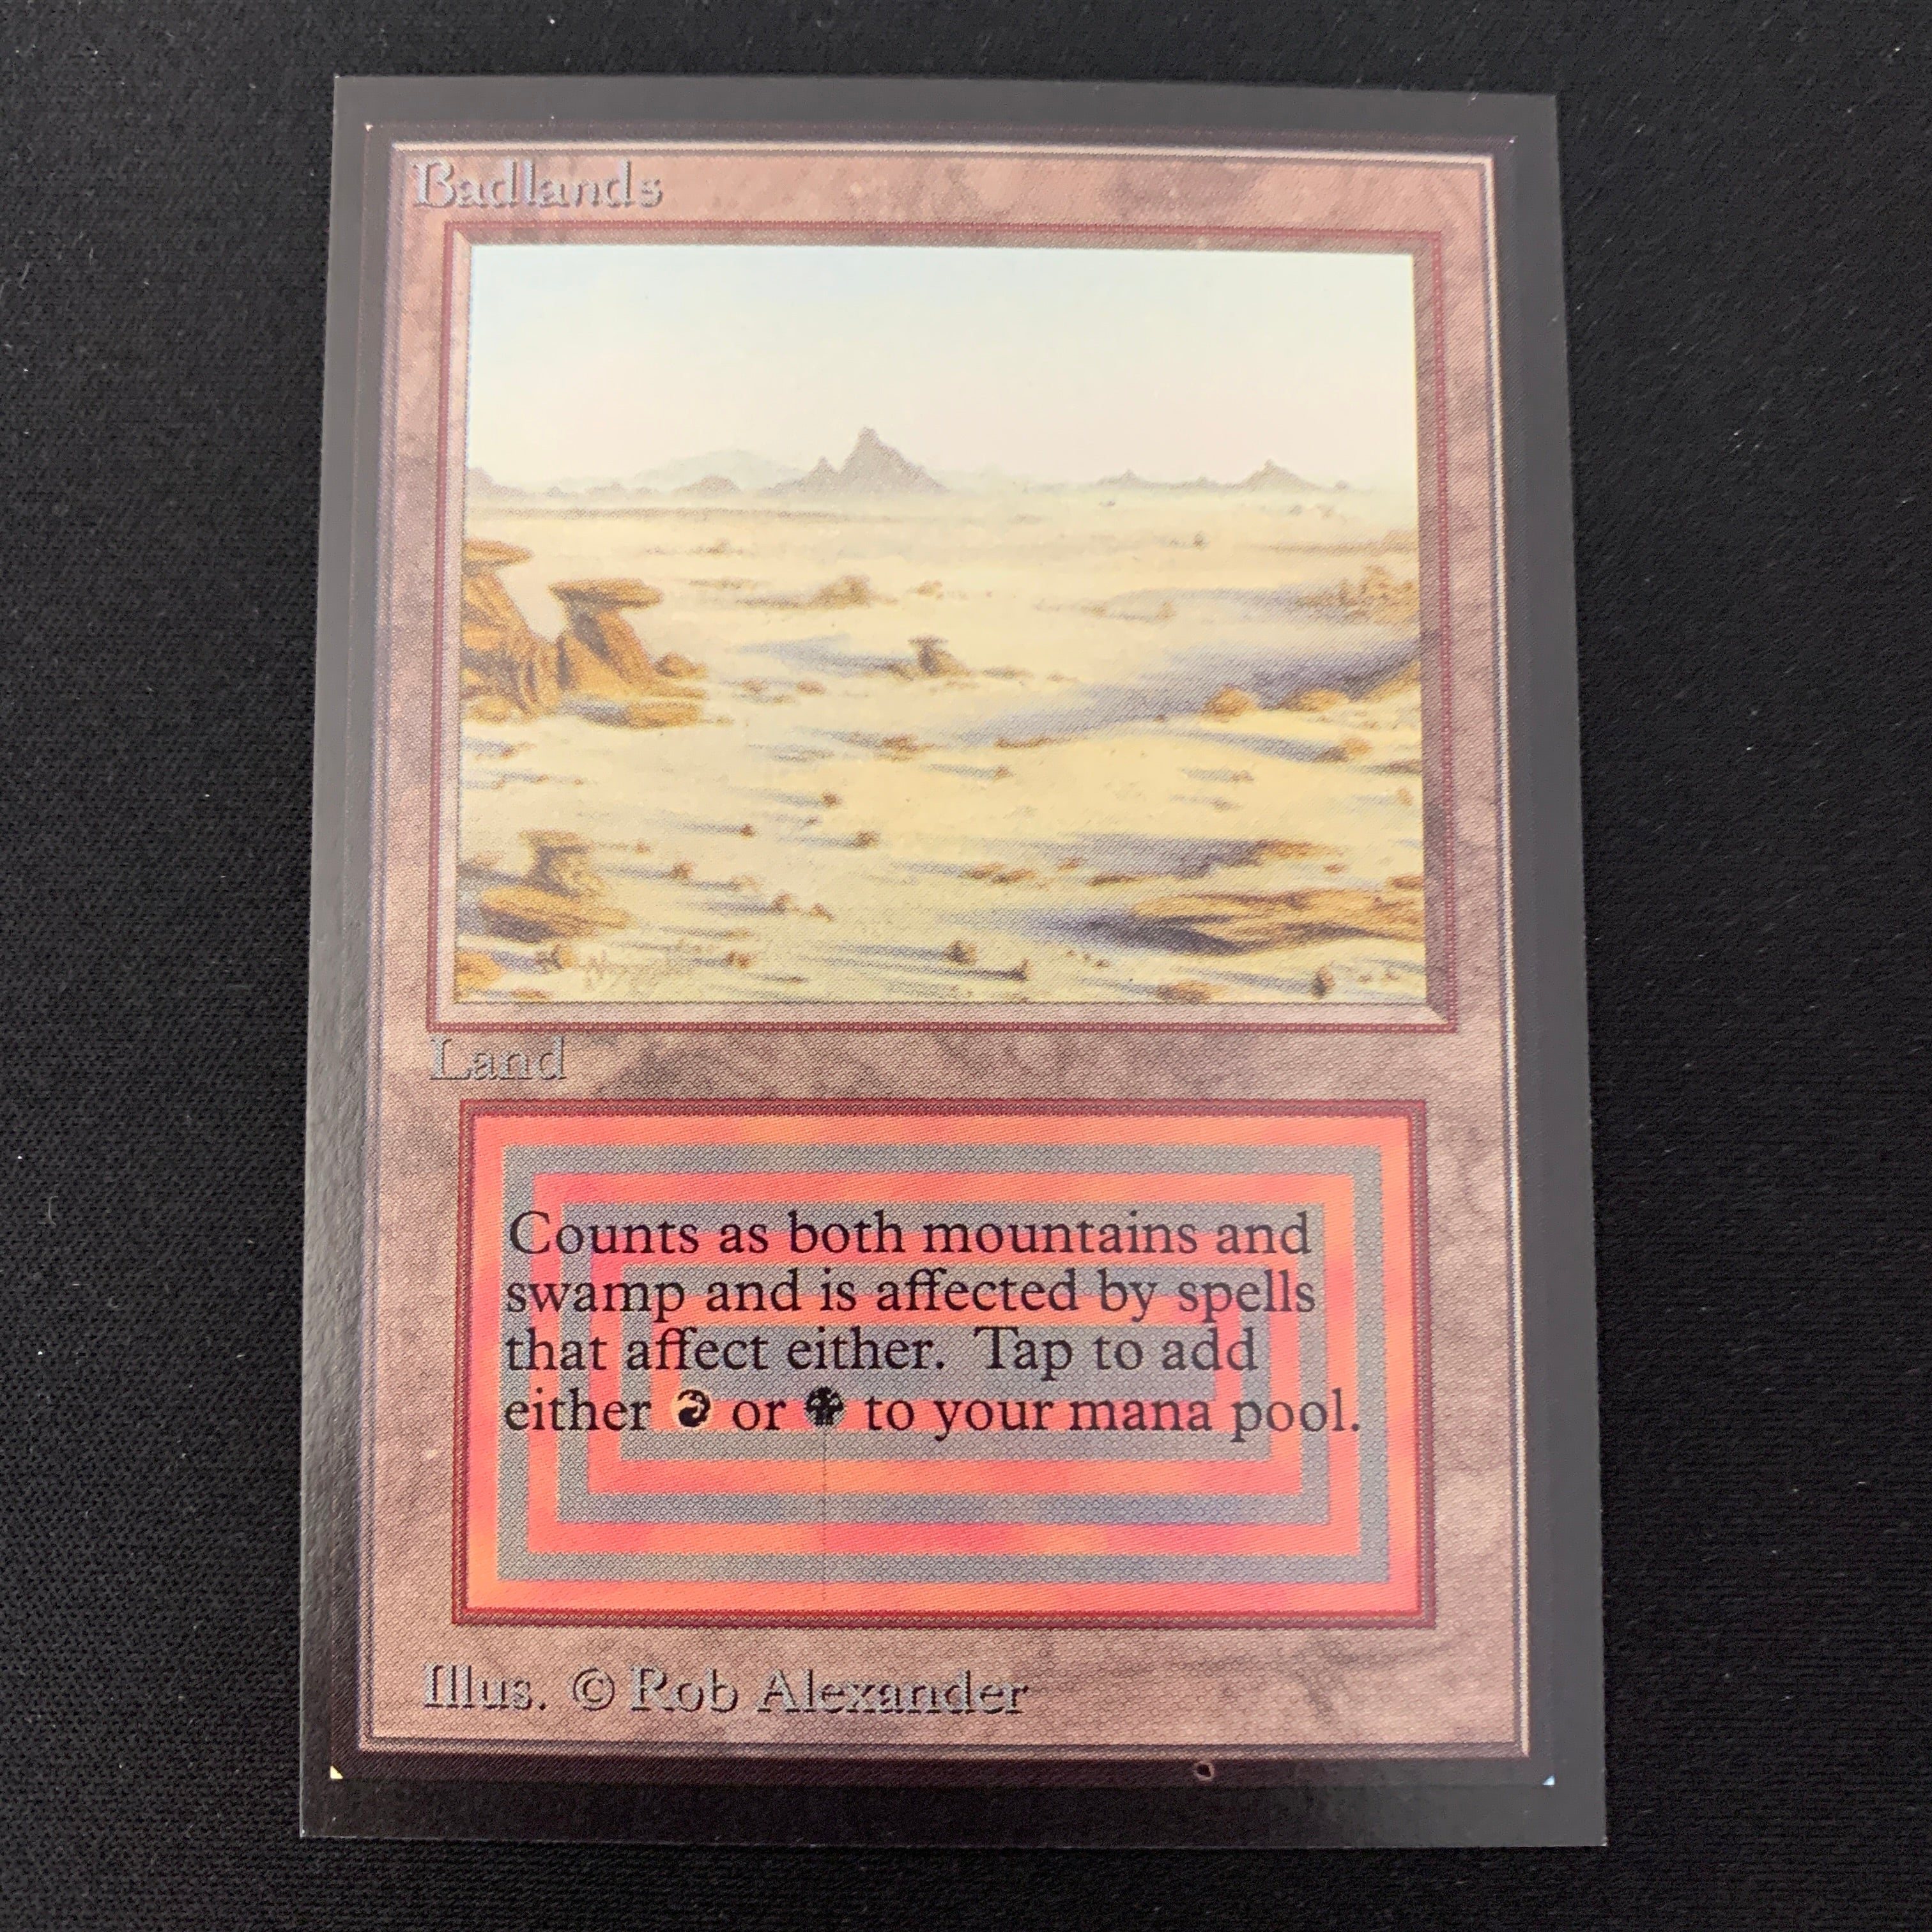 Badlands
Land
Counts as both mountains and
swamp and is affected by spells
that affect either. Tap to add
either or to your mana pool.
Illus. © Rob Alexander